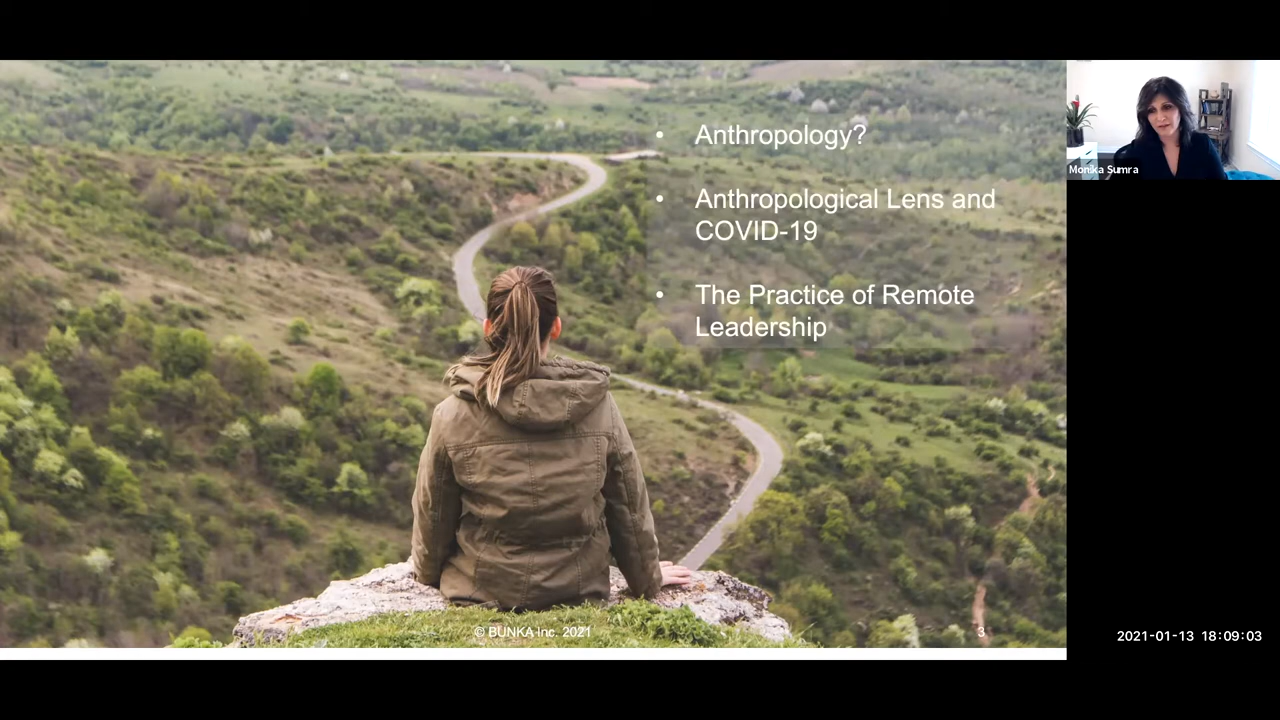 • Anthropology?
• Anthropological Lens and
COVID-19
• The Practice of Remote
Leadership
Monika Sumra
© BUNKA Inc. 2021
3
2021-01-13 18:09:03